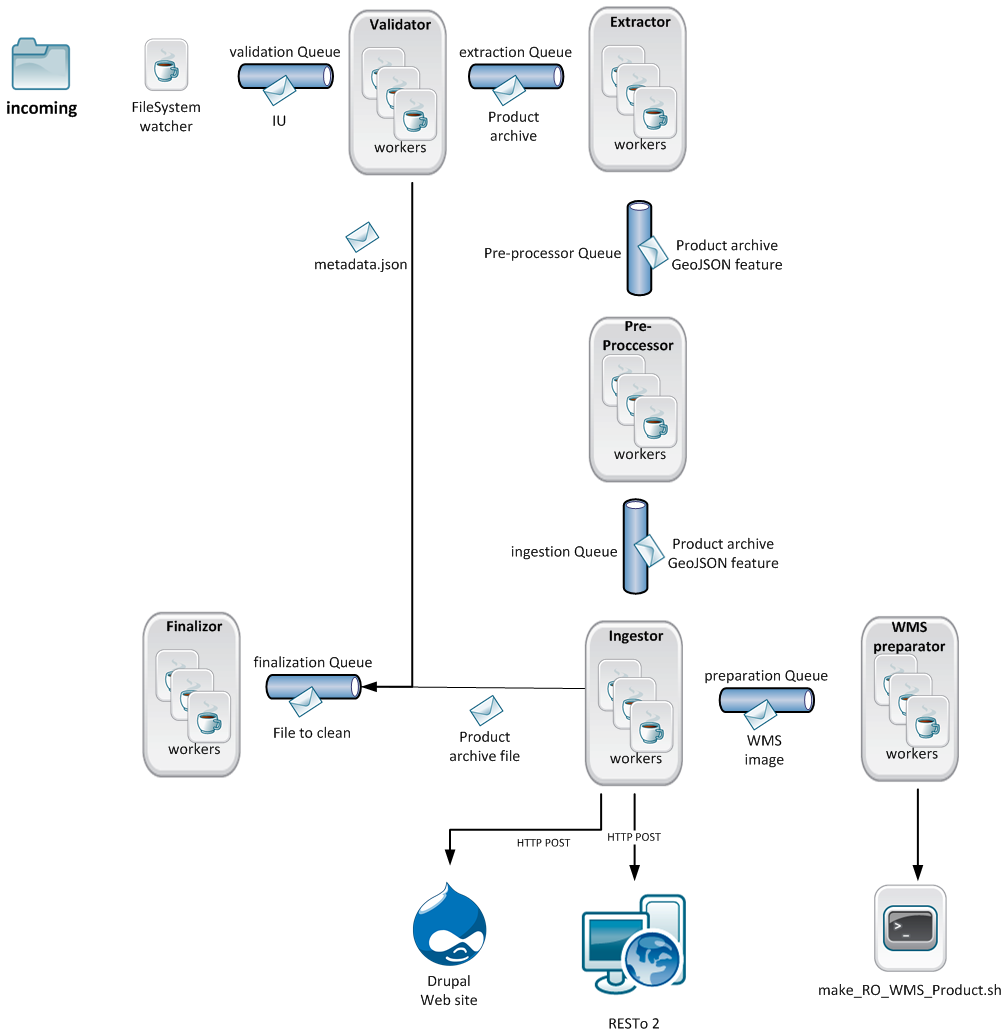 Validator
Extractor
validation Queue
extraction Queue
incoming
FileSystem
watcher
IU
Product
archive
workers
workers
metadata.json
Pre-processor Queue
Product archive
GeoJSON feature
Pre-
Proccessor
workers
ingestion Queue
Product archive
GeoJSON feature
Finalizor
finalization Queue
Ingestor
preparation Queue
WMS
preparator
workers
File to clean
Product
archive file
workers
WMS
image
workers
HTTP POST
HTTP POST
Drupal
Web site
RESTo 2
>_
make_RO_WMS_Product.sh